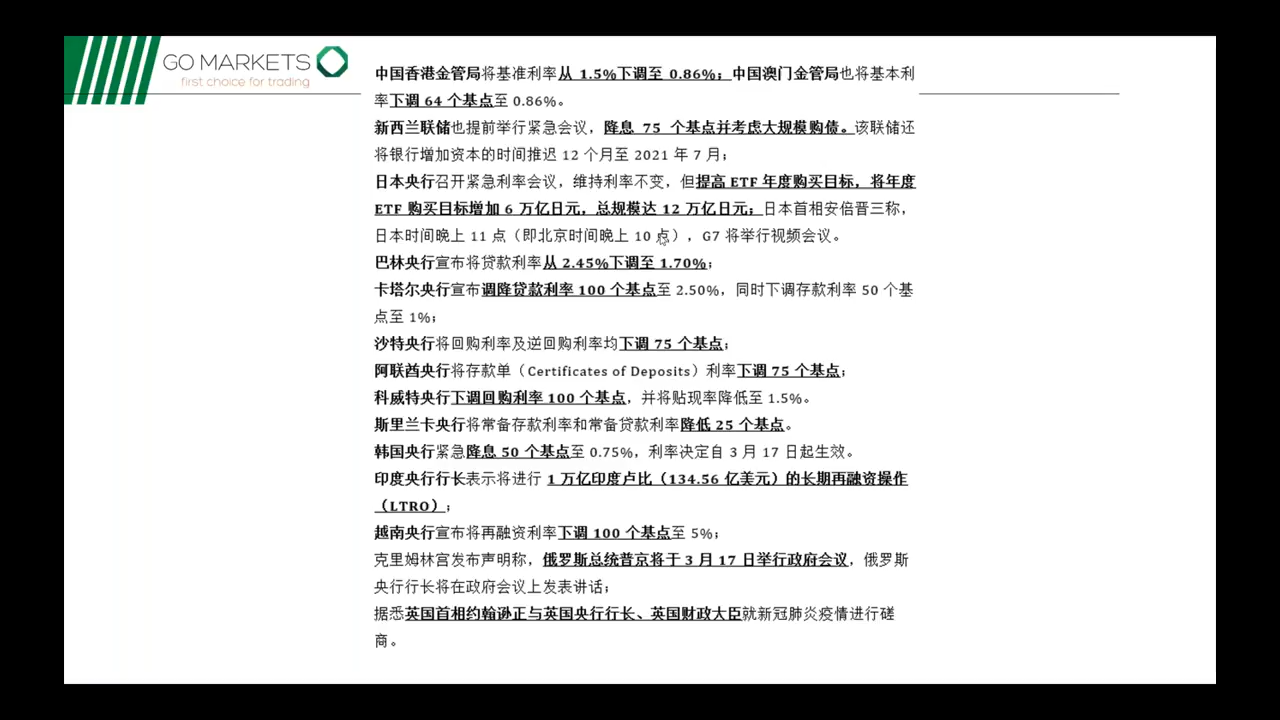 GO MARKETS
first choice for trading
中国香港金管局将基准利率从 1.5%下调至 0.86%；中国澳门金管局也将基本利
率下调 64 个基点至 0.86%。
新西兰联储也提前举行紧急会议，降息 75 个基点并考虑大规模购债。该联储还
将银行增加资本的时间推迟 12 个月至 2021 年 7 月；
日本央行召开紧急利率会议，维持利率不变，但提高 ETF 年度购买目标，将年度
ETF 购买目标增加 6 万亿日元，总规模达 12 万亿日元；日本首相安倍晋三称，
日本时间晚上 11 点（即北京时间晚上 10 点），G7 将举行视频会议。
巴林央行宣布将贷款利率从 2.45%下调至 1.70%；
卡塔尔央行宣布调降贷款利率 100 个基点至 2.50%，同时下调存款利率 50 个基
点至 1%；
沙特央行将回购利率及逆回购利率均下调 75 个基点；
阿联酋央行将存款单（Certificates of Deposits）利率下调 75 个基点；
科威特央行下调回购利率 100 个基点，并将贴现率降低至 1.5%。
斯里兰卡央行将常备存款利率和常备贷款利率降低 25 个基点。
韩国央行紧急降息 50 个基点至 0.75%，利率决定自 3 月 17 日起生效。
印度央行行长表示将进行 1 万亿印度卢比（134.56 亿美元）的长期再融资操作
（LTRO）；
越南央行宣布将再融资利率下调 100 个基点至 5%；
克里姆林宫发布声明称，俄罗斯总统普京将于 3 月 17 日举行政府会议，俄罗斯
央行行长将在政府会议上发表讲话；
据悉英国首相约翰逊正与英国央行行长、英国财政大臣就新冠肺炎疫情进行磋
商。